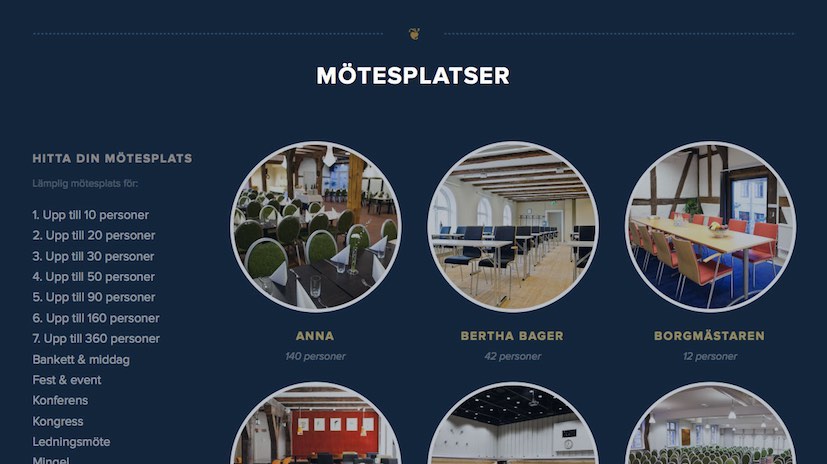 MÖTESPLATSER
HITTA DIN MÖTESPLATS
Lämplig mötesplats för:
1. Upp till 10 personer
2. Upp till 20 personer
3. Upp till 30 personer
4. Upp till 50 personer
5. Upp till 90 personer
6. Upp till 160 personer
7. Upp till 360 personer
Bankett & middag
Fest & event
Konferens
Kongress
Ledningsmöte
Mingel
ANNA
140 personer
BERTHA BAGER
42 personer
BORGMÄSTAREN
12 personer